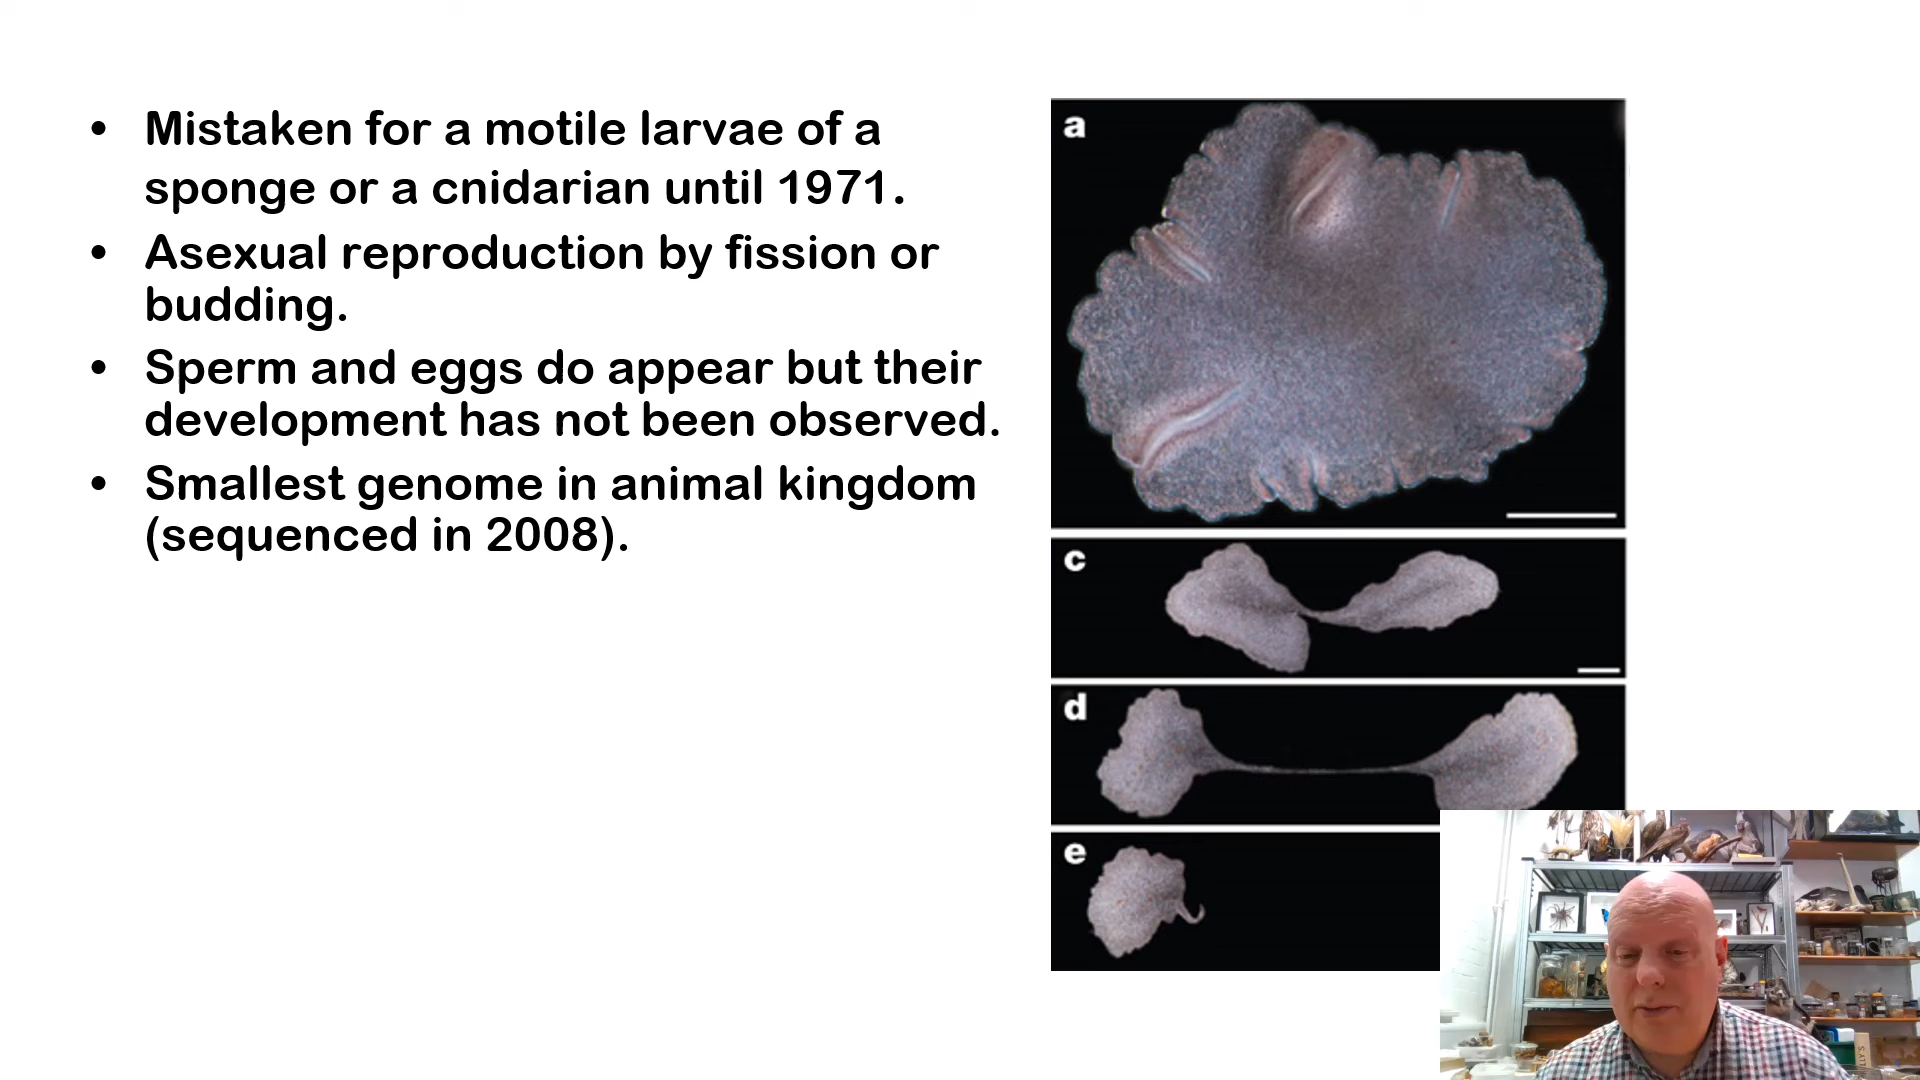 • Mistaken for a motile larvae of a
sponge or a cnidarian until 1971.
• Asexual reproduction by fission or
budding.
• Sperm and eggs do appear but their
development has not been observed.
• Smallest genome in animal kingdom
(sequenced in 2008).
a
c
d
e